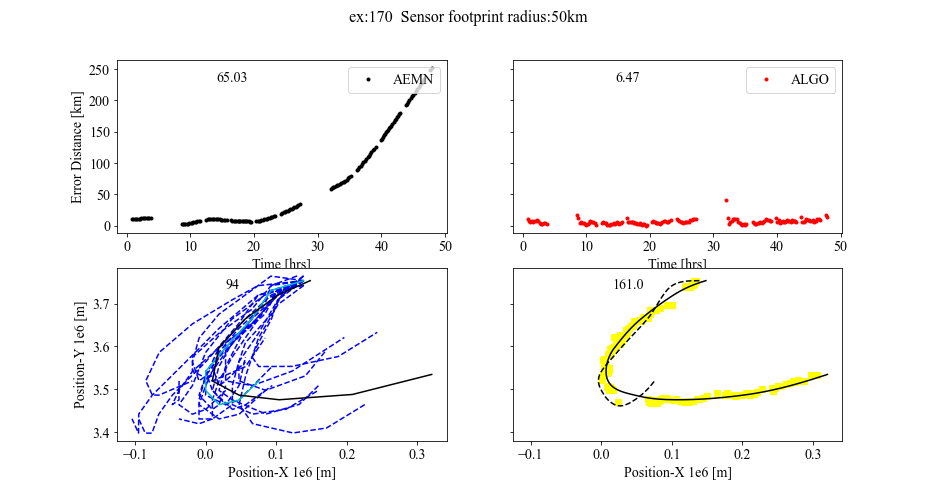 ex:170 Sensor footprint radius:50km
65.03
AEMN
6.47
ALGO
Error Distance [km]
250
200
150
100
50
0
0 10 20 30 40 50
0 10 20 30 40 50
Time [hrs]
Time [hrs]
94
161.0
Position-Y 1e6 [m]
3.7
3.6
3.5
3.4
−0.1 0.0 0.1 0.2 0.3
−0.1 0.0 0.1 0.2 0.3
Position-X 1e6 [m]
Position-X 1e6 [m]